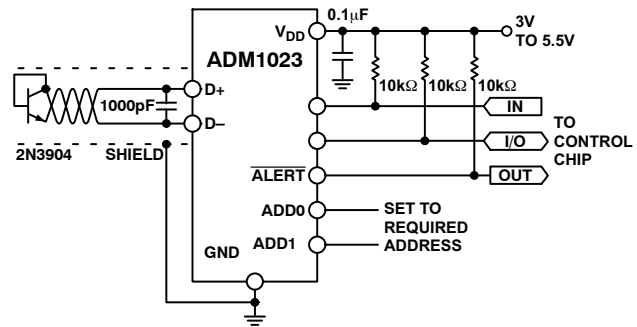 0.1μF
3V
TO 5.5V
VDD
ADM1023
10kΩ 10kΩ 10kΩ
D+
1000pF
D–
IN
TO
I/O CONTROL
CHIP
2N3904 SHIELD
ALERT
OUT
ADD0
SET TO
REQUIRED
GND ADD1
ADDRESS